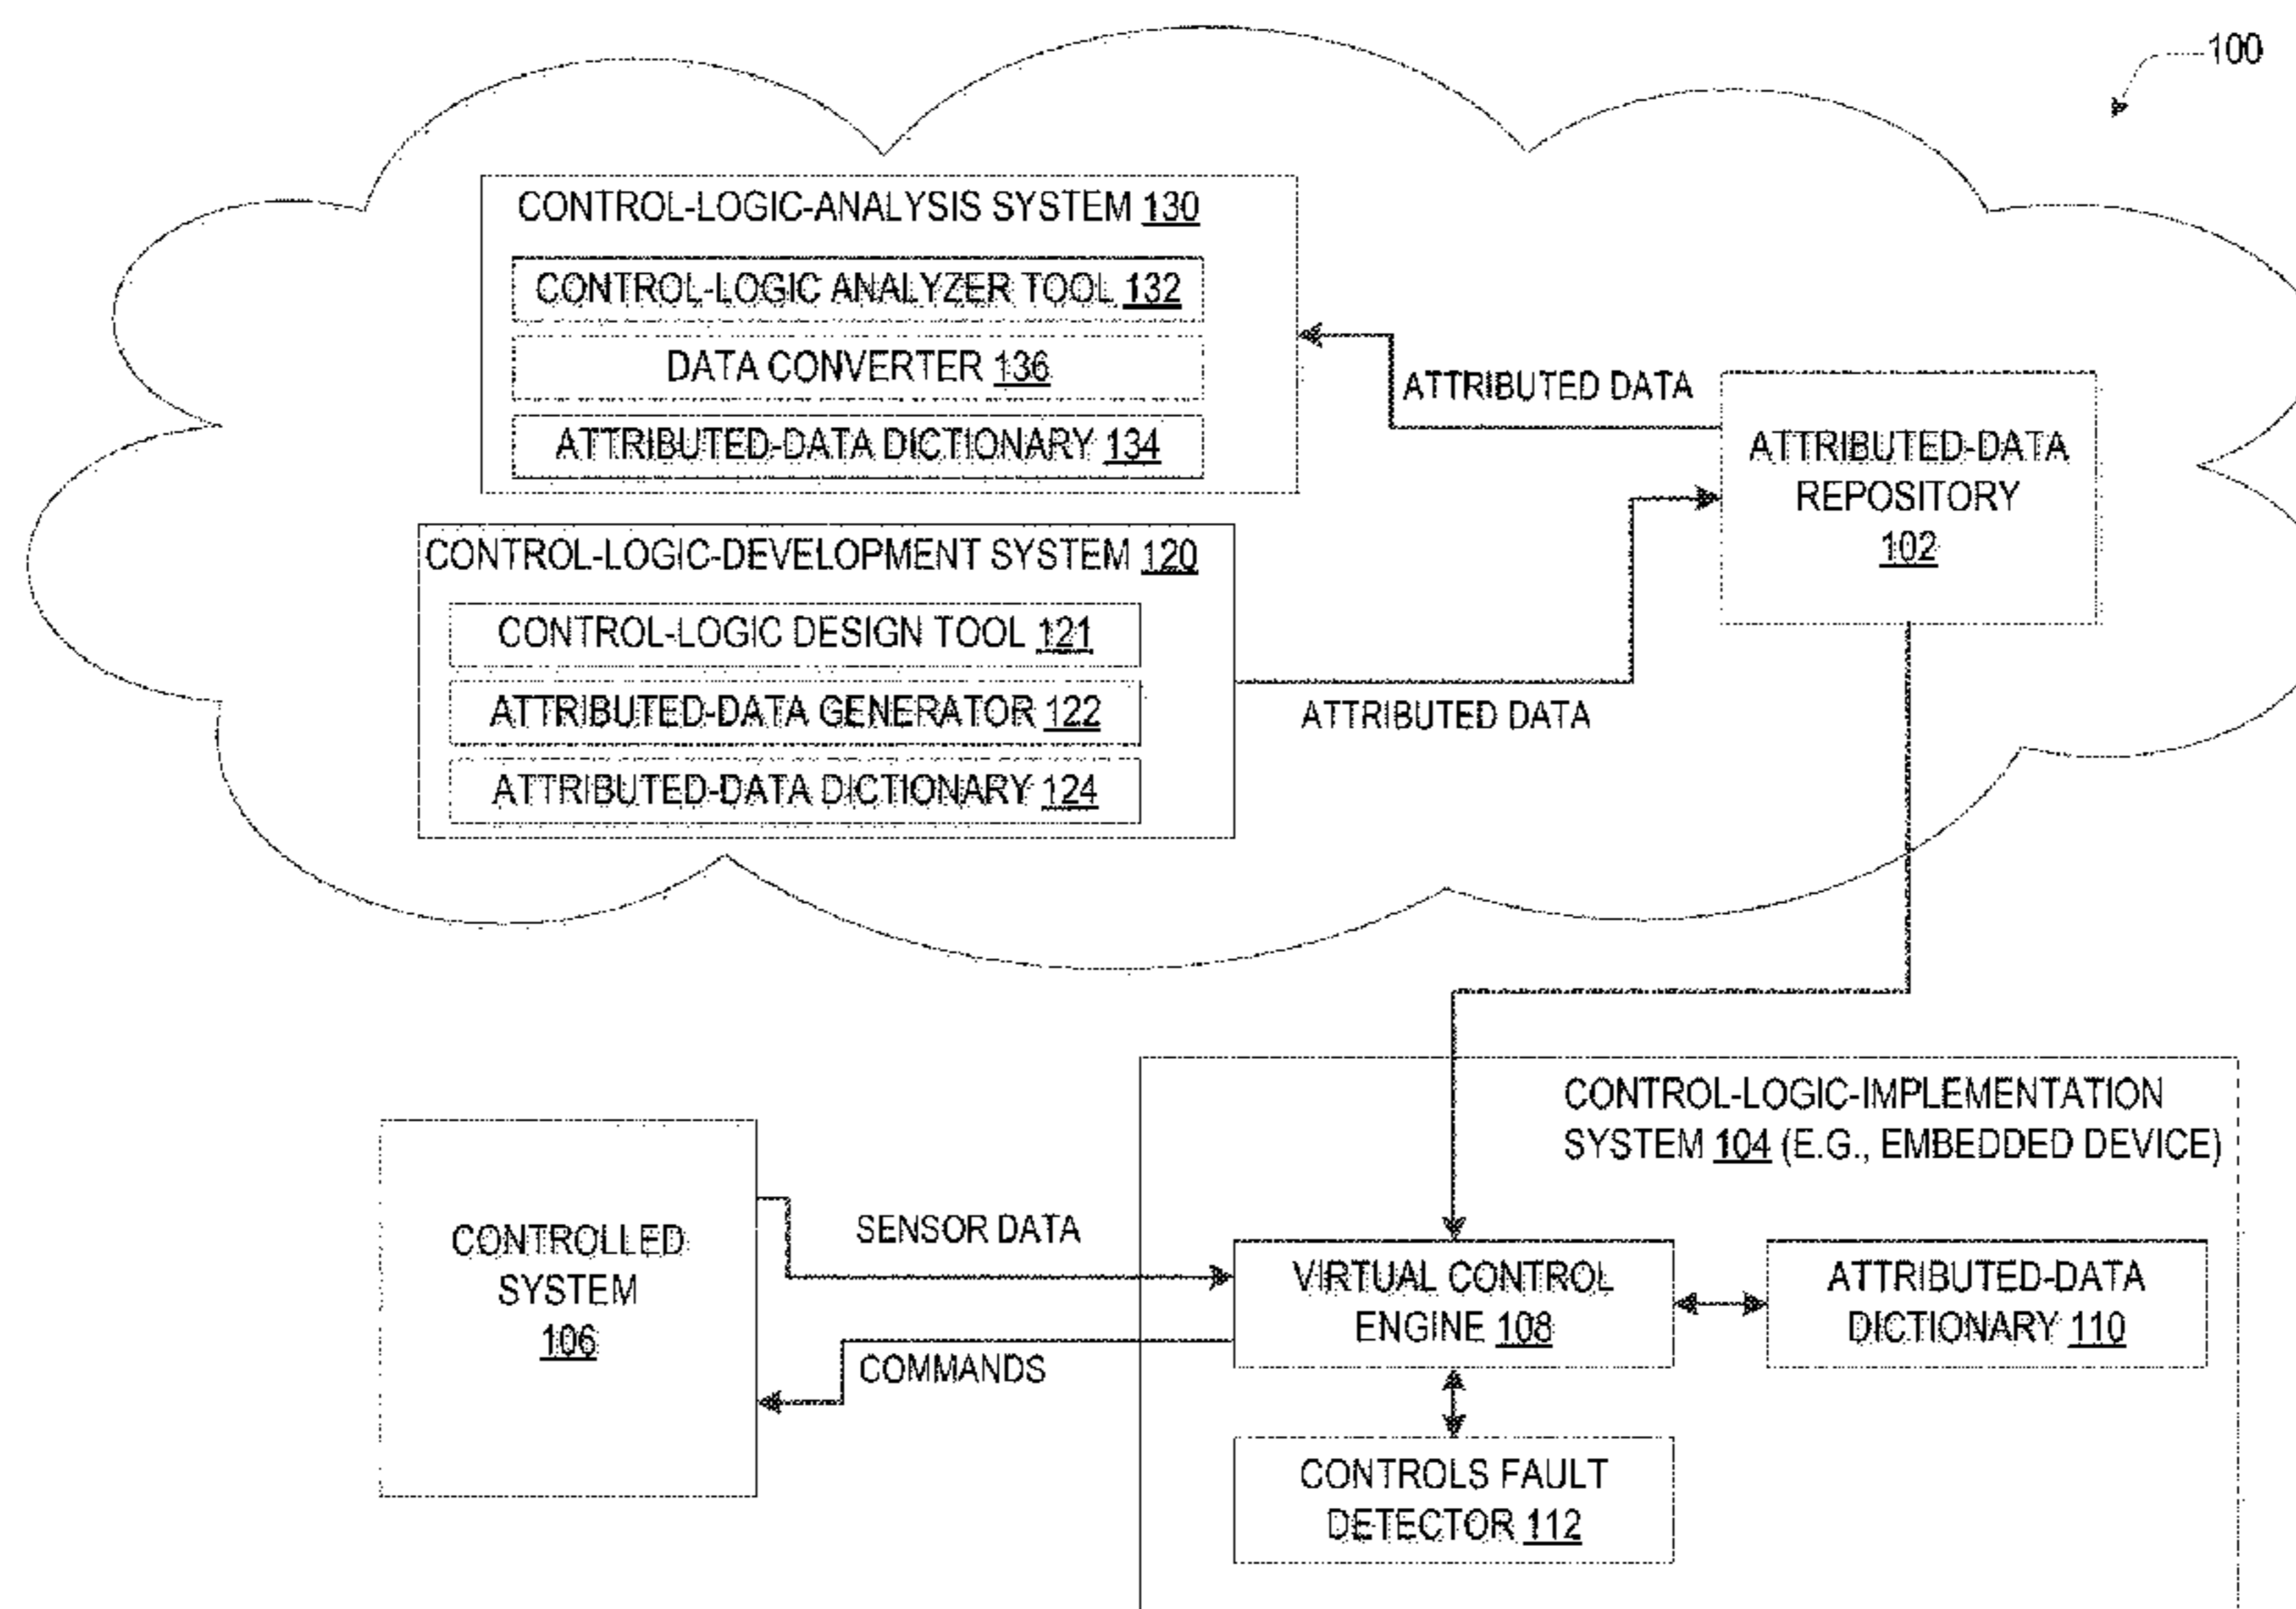 100
CONTROL-LOGIC-ANALYSIS SYSTEM 130
CONTROL-LOGIC ANALYZER TOOL 132
DATA CONVERTER 136
ATTRIBUTED-DATA DICTIONARY 134
ATTRIBUTED DATA
ATTRIBUTED-DATA
REPOSITORY
102
CONTROL-LOGIC-DEVELOPMENT SYSTEM 120
CONTROL-LOGIC DESIGN TOOL 121
ATTRIBUTED-DATA GENERATOR 122
ATTRIBUTED-DATA DICTIONARY 124
ATTRIBUTED DATA
CONTROL-LOGIC-IMPLEMENTATION
SYSTEM 104 (E.G., EMBEDDED DEVICE)
CONTROLLED
SYSTEM
106
SENSOR DATA
COMMANDS
VIRTUAL CONTROL
ENGINE 108
ATTRIBUTED-DATA
DICTIONARY 110
CONTROLS FAULT
DETECTOR 112